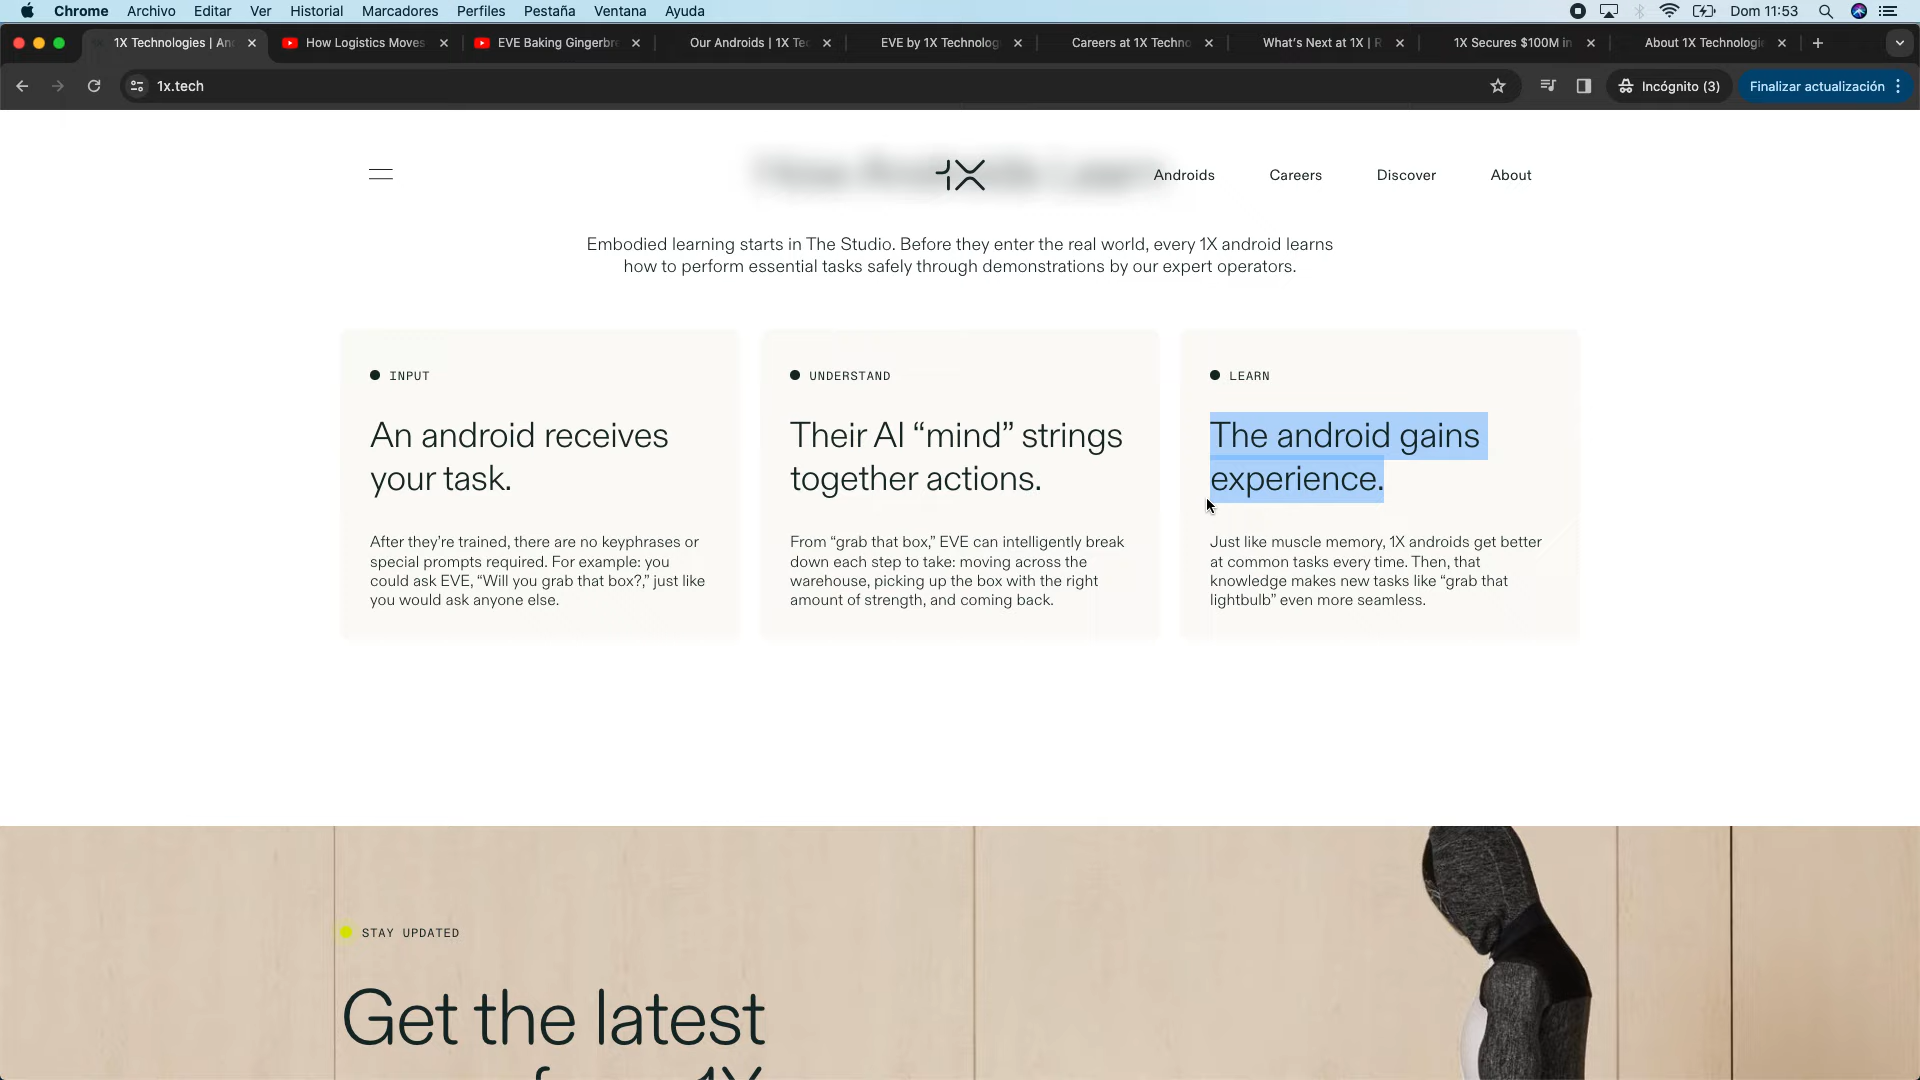 Chrome Archivo Editar Ver Historial Marcadores Perfiles Pestaña Ventana Ayuda Dom 11:53
1X Technologies | An How Logistics Moves EVE Baking Gingerbre Our Androids | 1X Tec EVE by 1X Technolog Careers at 1X Techno What's Next at 1X | R 1X Secures $100M in About 1X Technologie
1x.tech Incógnito (3) Finalizar actualización
How Androids Learn
1X Androids Careers Discover About
Embodied learning starts in The Studio. Before they enter the real world, every 1X android learns
how to perform essential tasks safely through demonstrations by our expert operators.
INPUT
An android receives
your task.
After they're trained, there are no keyphrases or
special prompts required. For example: you
could ask EVE, “Will you grab that box?,” just like
you would ask anyone else.
UNDERSTAND
Their AI “mind” strings
together actions.
From “grab that box,” EVE can intelligently break
down each step to take: moving across the
warehouse, picking up the box with the right
amount of strength, and coming back.
LEARN
The android gains
experience.
Just like muscle memory, 1X androids get better
at common tasks every time. Then, that
knowledge makes new tasks like “grab that
lightbulb” even more seamless.
STAY UPDATED
Get the latest
1X